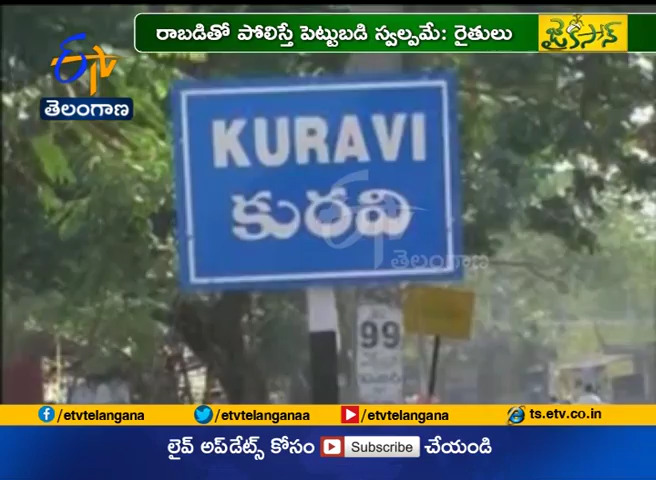 రాబడితో పోలిస్తే పెట్టుబడి స్వల్పమే: రైతులు
జైకిసాన్
ETV
తెలంగాణ
KURAVI
కురవి
తెలంగాణ
99
/etvtelangana
/etvtelanganaa
/etvtelangana
ts.etv.co.in
లైవ్ అప్‌డేట్స్ కోసం Subscribe చేయండి